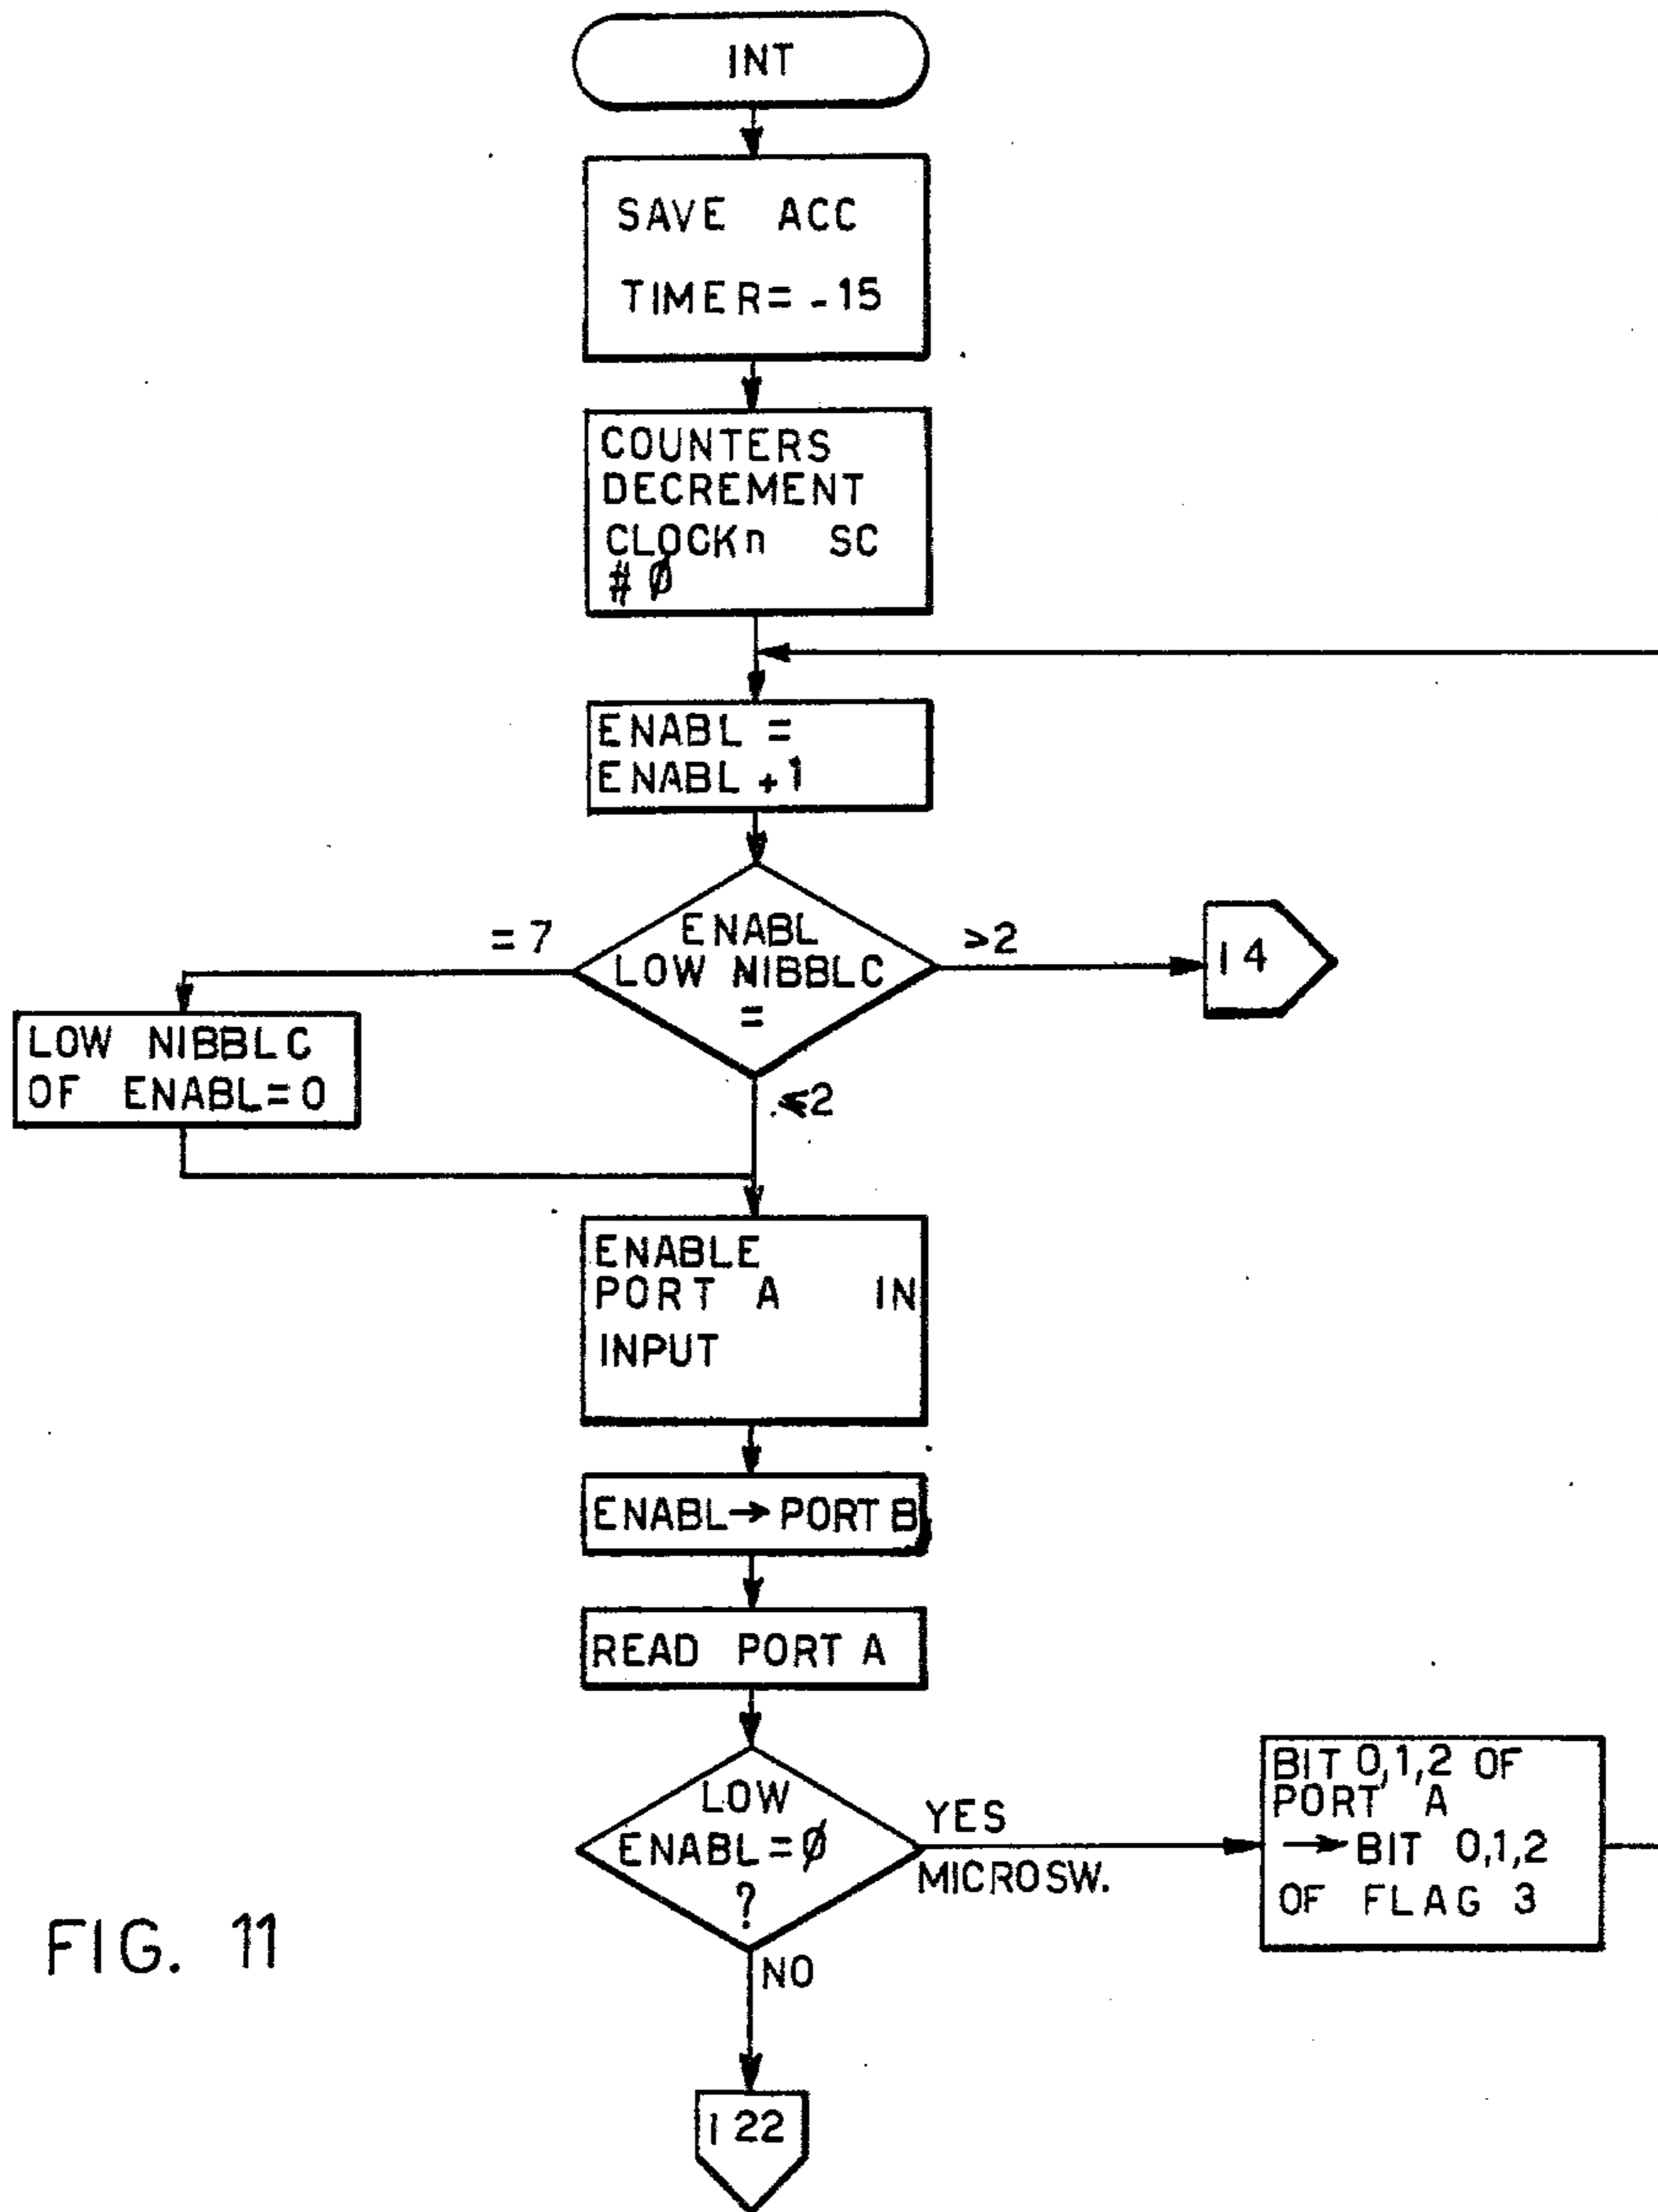 INT
SAVE ACC
TIMER= -15
COUNTERS
DECREMENT
CLOCKn SC
# Ø
ENABL =
ENABL +1
= 7
ENABL
LOW NIBBLC
=
>2
I 4
LOW NIBBLC
OF ENABL=0
≤2
ENABLE
PORT A IN
INPUT
ENABL→PORT B
READ PORT A
LOW
ENABL=Ø
?
YES
MICROSW.
BIT 0,1,2 OF
PORT A
→ BIT 0,1,2
OF FLAG 3
NO
I 22
FIG. 11